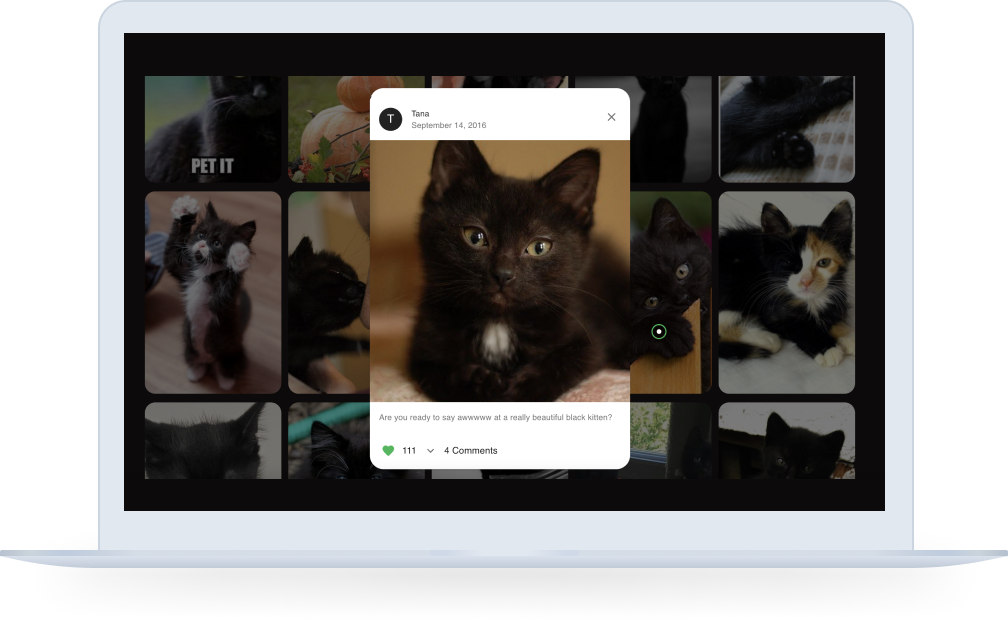 PET IT
T
Tana
September 14, 2016
Are you ready to say awwwww at a really beautiful black kitten?
111
4 Comments